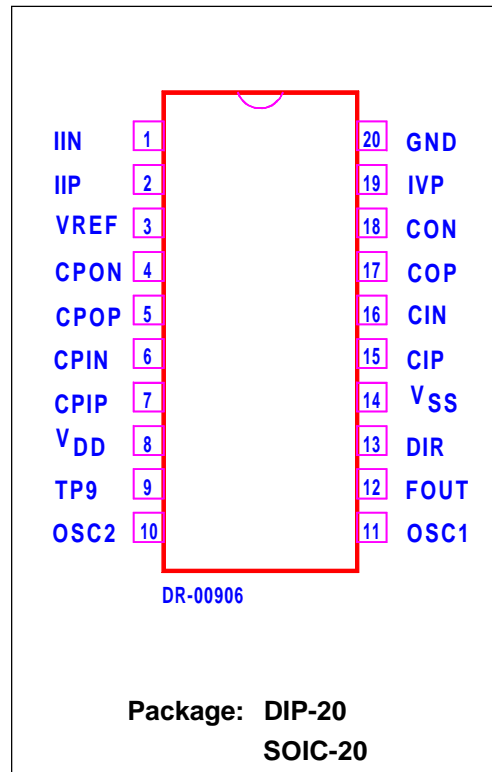 IIN 1 20 GND
IIP 2 19 IVP
VREF 3 18 CON
CPON 4 17 COP
CPOP 5 16 CIN
CPIN 6 15 CIP
CPIP 7 14 VSS
VDD 8 13 DIR
TP9 9 12 FOUT
OSC2 10 11 OSC1
DR-00906
Package: DIP-20
SOIC-20